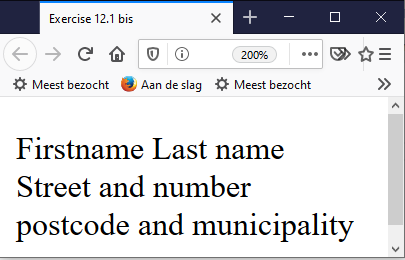 Exercise 12.1 bis
200%
Meest bezocht Aan de slag Meest bezocht
Firstname Last name
Street and number
postcode and municipality